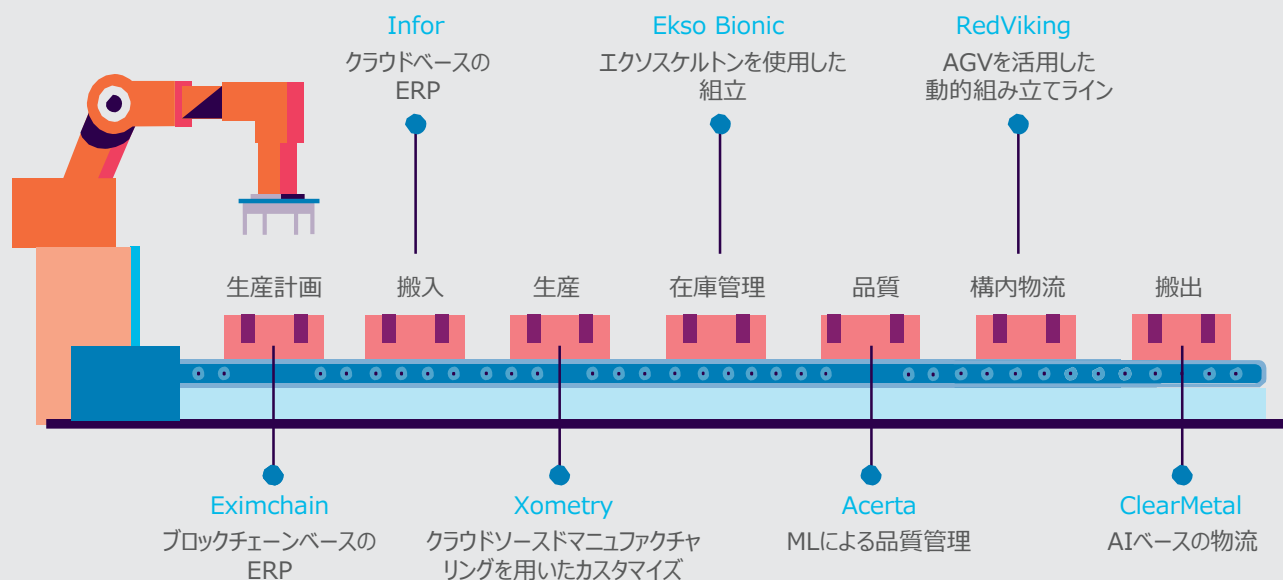 Infor
クラウドベースの
ERP
Ekso Bionic
エクソスケルトンを使用した
組立
RedViking
AGVを活用した
動的組み立てライン
生産計画
搬入
生産
在庫管理
品質
構内物流
搬出
Eximchain
ブロックチェーンベースの
ERP
Xometry
クラウドソースドマニュファクチャ
リングを用いたカスタマイズ
Acerta
MLによる品質管理
ClearMetal
AIベースの物流